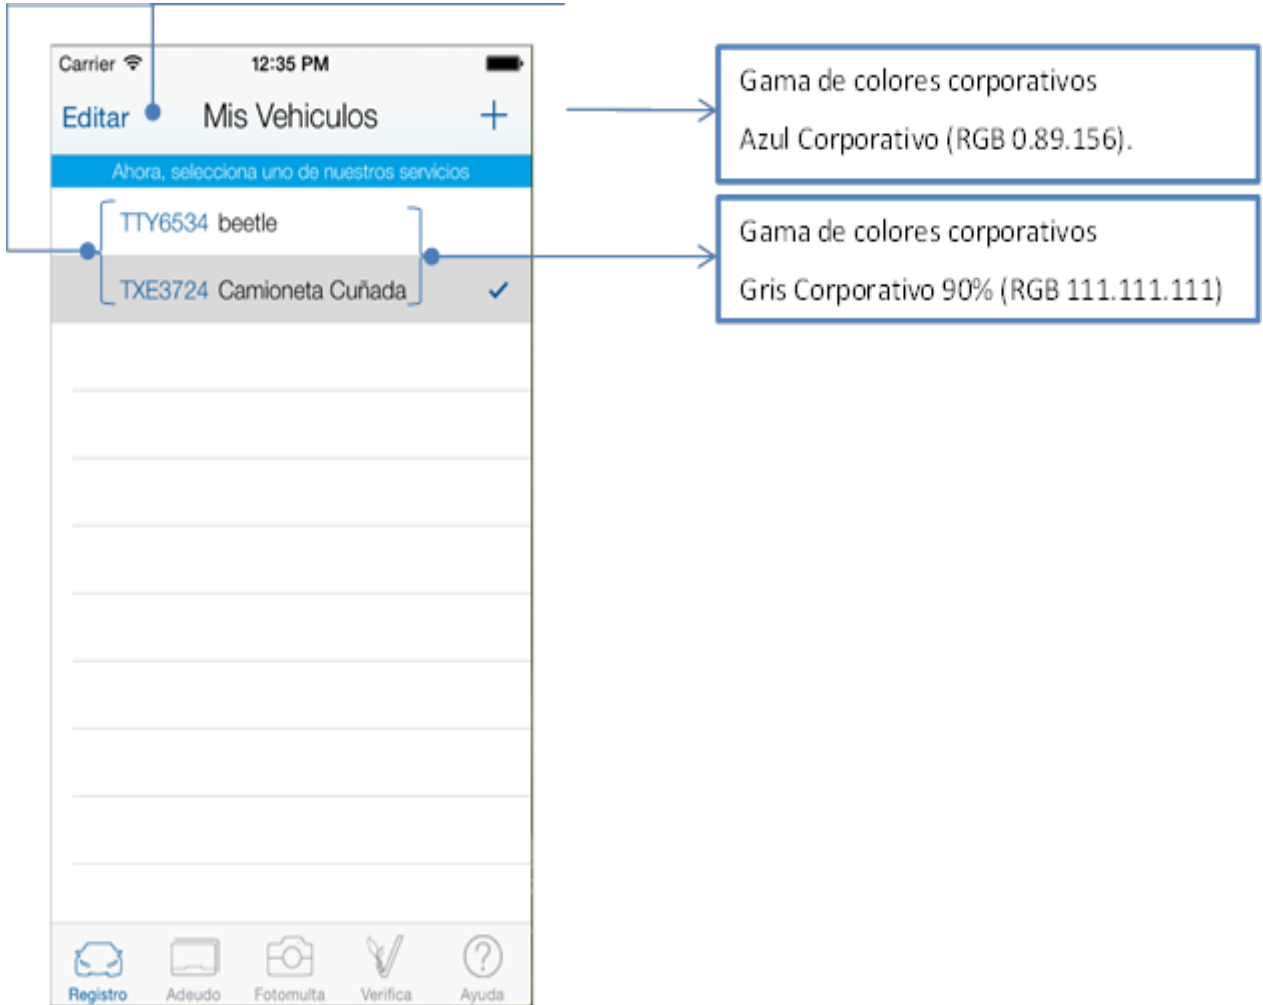 Carrier 12:35 PM
Editar Mis Vehiculos +
Ahora, selecciona uno de nuestros servicios
TTY6534 beetle
TXE3724 Camioneta Cuñada
Registro Adeudo Fotomulta Verifica Ayuda
Gama de colores corporativos
Azul Corporativo (RGB 0.89.156).
Gama de colores corporativos
Gris Corporativo 90% (RGB 111.111.111)